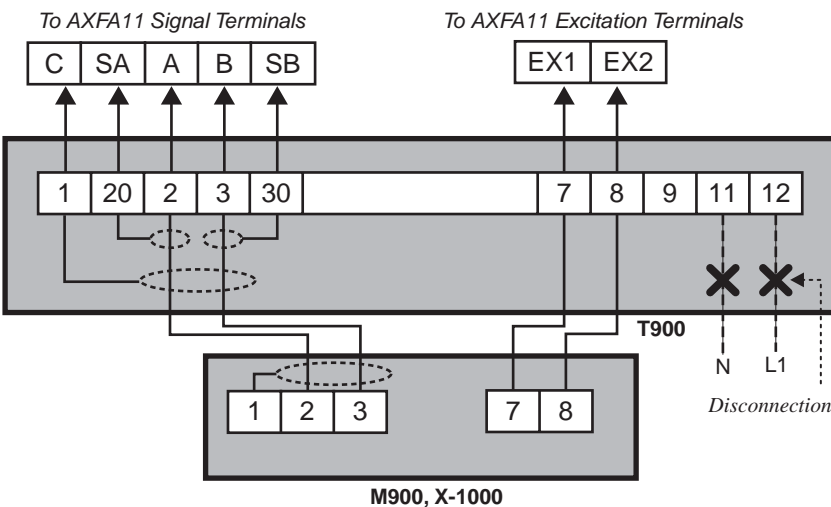 To AXFA11 Signal Terminals
To AXFA11 Excitation Terminals
C SA A B SB
EX1 EX2
1 20 2 3 30
7 8 9 11 12
T900
N L1
Disconnection
1 2 3
7 8
M900, X-1000